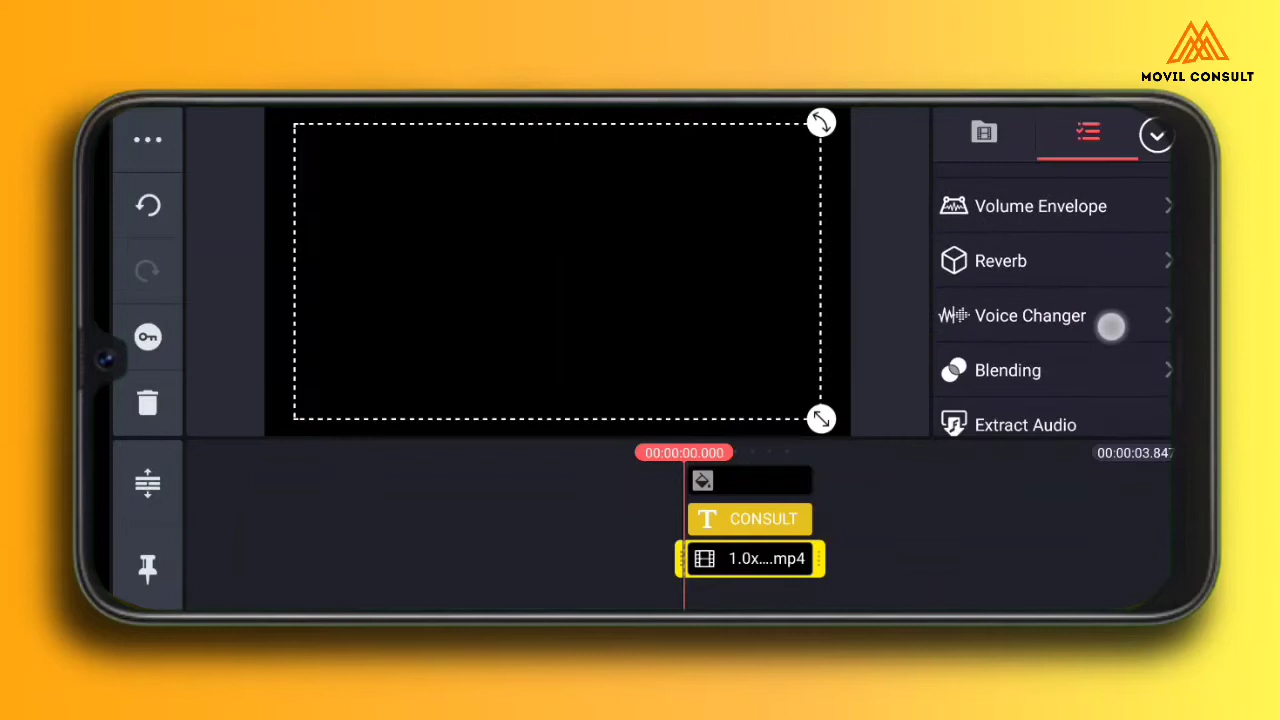 MOVIL CONSULT
Volume Envelope
Reverb
Voice Changer
Blending
Extract Audio
00:00:00.000
00:00:03.847
CONSULT
1.0x....mp4